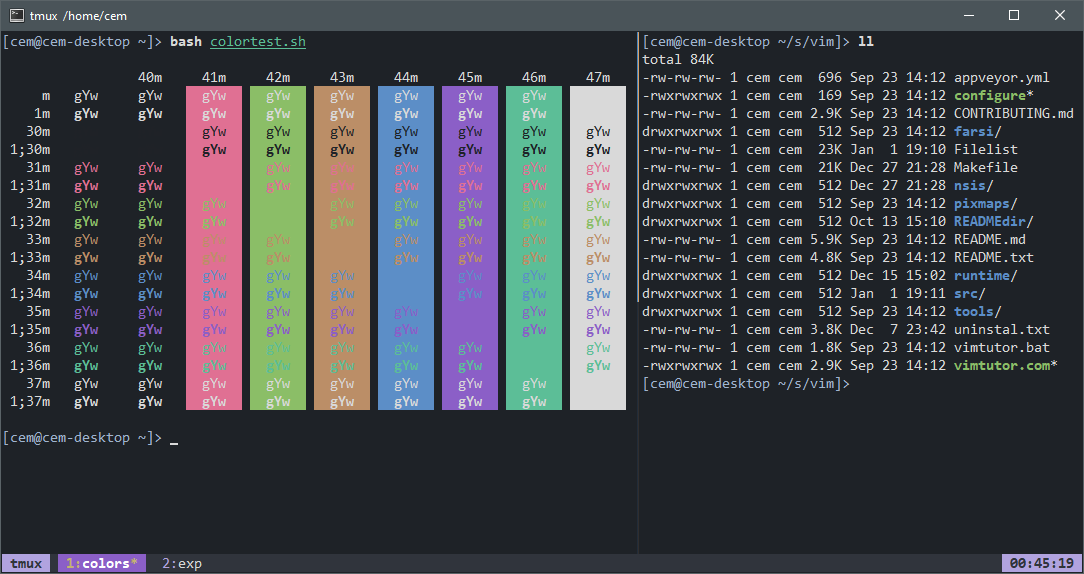 tmux /home/cem
[cem@cem-desktop ~]> bash colortest.sh
40m 41m 42m 43m 44m 45m 46m 47m
m gYw gYw gYw gYw gYw gYw gYw gYw
1m gYw gYw gYw gYw gYw gYw gYw gYw
30m gYw gYw gYw gYw gYw gYw gYw
1;30m gYw gYw gYw gYw gYw gYw gYw
31m gYw gYw gYw gYw gYw gYw gYw gYw
1;31m gYw gYw gYw gYw gYw gYw gYw gYw
32m gYw gYw gYw gYw gYw gYw gYw gYw
1;32m gYw gYw gYw gYw gYw gYw gYw gYw
33m gYw gYw gYw gYw gYw gYw gYw gYw
1;33m gYw gYw gYw gYw gYw gYw gYw gYw
34m gYw gYw gYw gYw gYw gYw gYw gYw
1;34m gYw gYw gYw gYw gYw gYw gYw gYw
35m gYw gYw gYw gYw gYw gYw gYw gYw
1;35m gYw gYw gYw gYw gYw gYw gYw gYw
36m gYw gYw gYw gYw gYw gYw gYw gYw
1;36m gYw gYw gYw gYw gYw gYw gYw gYw
37m gYw gYw gYw gYw gYw gYw gYw gYw
1;37m gYw gYw gYw gYw gYw gYw gYw gYw
[cem@cem-desktop ~]> _
[cem@cem-desktop ~/s/vim]> ll
total 84K
-rw-rw-rw- 1 cem cem 696 Sep 23 14:12 appveyor.yml
-rwxrwxrwx 1 cem cem 169 Sep 23 14:12 configure*
-rw-rw-rw- 1 cem cem 2.9K Sep 23 14:12 CONTRIBUTING.md
drwxrwxrwx 1 cem cem 512 Sep 23 14:12 farsi/
-rw-rw-rw- 1 cem cem 23K Jan 1 19:10 Filelist
-rw-rw-rw- 1 cem cem 21K Dec 27 21:28 Makefile
drwxrwxrwx 1 cem cem 512 Dec 27 21:28 nsis/
drwxrwxrwx 1 cem cem 512 Sep 23 14:12 pixmaps/
drwxrwxrwx 1 cem cem 512 Oct 13 15:10 READMEdir/
-rw-rw-rw- 1 cem cem 5.9K Sep 23 14:12 README.md
-rw-rw-rw- 1 cem cem 4.8K Sep 23 14:12 README.txt
drwxrwxrwx 1 cem cem 512 Dec 15 15:02 runtime/
drwxrwxrwx 1 cem cem 512 Jan 1 19:11 src/
drwxrwxrwx 1 cem cem 512 Sep 23 14:12 tools/
-rw-rw-rw- 1 cem cem 3.8K Dec 7 23:42 uninstal.txt
-rw-rw-rw- 1 cem cem 1.8K Sep 23 14:12 vimtutor.bat
-rwxrwxrwx 1 cem cem 2.9K Sep 23 14:12 vimtutor.com*
[cem@cem-desktop ~/s/vim]>
tmux 1:colors* 2:exp 00:45:19